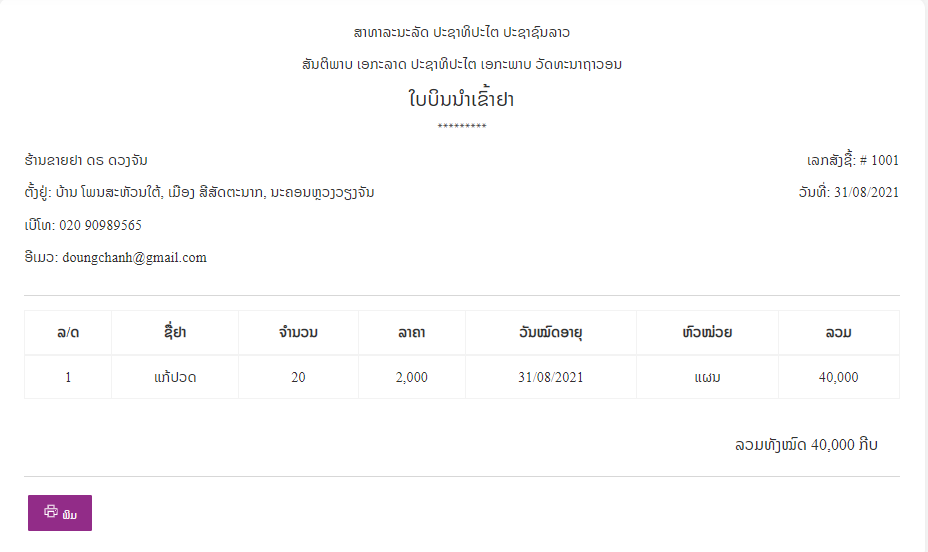 ສາທາລະນະລັດ ປະຊາທິປະໄຕ ປະຊາຊົນລາວ
ສັນຕິພາບ ເອກະລາດ ປະຊາທິປະໄຕ ເອກະພາບ ວັດທະນາຖາວອນ
ໃບບິນນຳເຂົ້າຢາ
*********
ຮ້ານຂາຍຢາ ດຣ ດວງຈັນ
ເລກສັ່ງຊື້: # 1001
ຕັ້ງຢູ່: ບ້ານ ໂພນສະຫັວນໃຕ້, ເມືອງ ສີສັດຕະນາກ, ນະຄອນຫຼວງວຽງຈັນ
ວັນທີ່: 31/08/2021
ເບີໂທ: 020 90989565
ອີເມວ: doungchanh@gmail.com
ລ/ດ ຊື່ຢາ ຈຳນວນ ລາຄາ ວັນໝົດອາຍຸ ຫົວໜ່ວຍ ລວມ
1 ແກ້ປວດ 20 2,000 31/08/2021 ແຜນ 40,000
ລວມທັງໝົດ 40,000 ກີບ
ພິມ